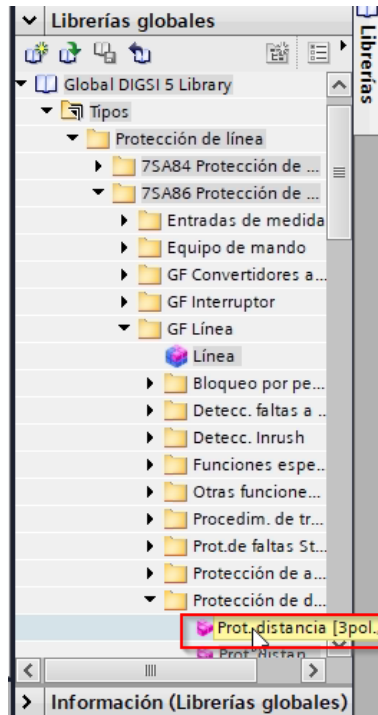 Librerías globales
Librerías
Global DIGSI 5 Library
Tipos
Protección de línea
7SA84 Protección de ...
7SA86 Protección de ...
Entradas de medida
Equipo de mando
GF Convertidores a...
GF Interruptor
GF Línea
Línea
Bloqueo por pe...
Detecc. faltas a ..
Detecc. Inrush
Funciones espe..
Otras funcione...
Procedim. de tr...
Prot.de faltas St...
Protección de a...
Protección de d...
Prot. distancia [3pol.
Prot. distan
Información (Librerías globales)